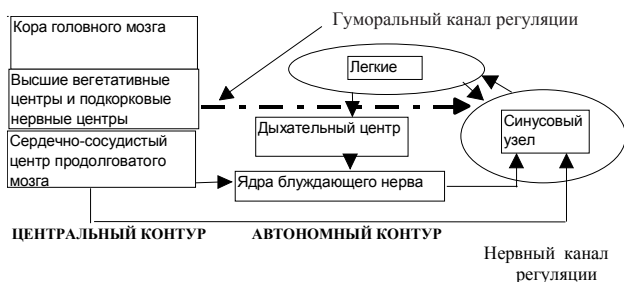 Кора головного мозга
Гуморальный канал регуляции
Высшие вегетативные
центры и подкорковые
нервные центры
Легкие
Сердечно-сосудистый
центр продолговатого
мозга
Дыхательный центр
Синусовый
узел
Ядра блуждающего нерва
ЦЕНТРАЛЬНЫЙ КОНТУР
АВТОНОМНЫЙ КОНТУР
Нервный канал
регуляции